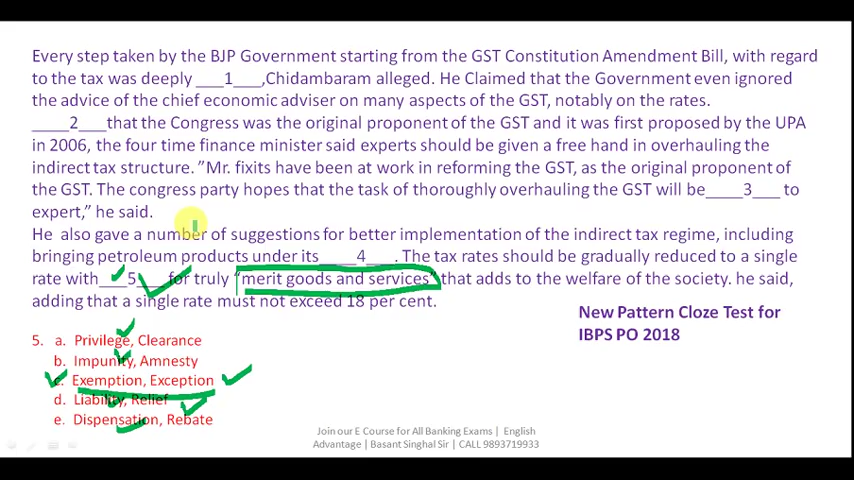 Every step taken by the BJP Government starting from the GST Constitution Amendment Bill, with regard
to the tax was deeply ___1___,Chidambaram alleged. He Claimed that the Government even ignored
the advice of the chief economic adviser on many aspects of the GST, notably on the rates.
____2___that the Congress was the original proponent of the GST and it was first proposed by the UPA
in 2006, the four time finance minister said experts should be given a free hand in overhauling the
indirect tax structure. ”Mr. fixits have been at work in reforming the GST, as the original proponent of
the GST. The congress party hopes that the task of thoroughly overhauling the GST will be____3___ to
expert,” he said.
He also gave a number of suggestions for better implementation of the indirect tax regime, including
bringing petroleum products under its____4___. The tax rates should be gradually reduced to a single
rate with___5___for truly “merit goods and services” that adds to the welfare of the society. he said,
adding that a single rate must not exceed 18 per cent.
New Pattern Cloze Test for
IBPS PO 2018
5. a. Privilege, Clearance
b. Impunity, Amnesty
c. Exemption, Exception
d. Liability, Relief
e. Dispensation, Rebate
Join our E Course for All Banking Exams | English
Advantage | Basant Singhal Sir | CALL 9893719933